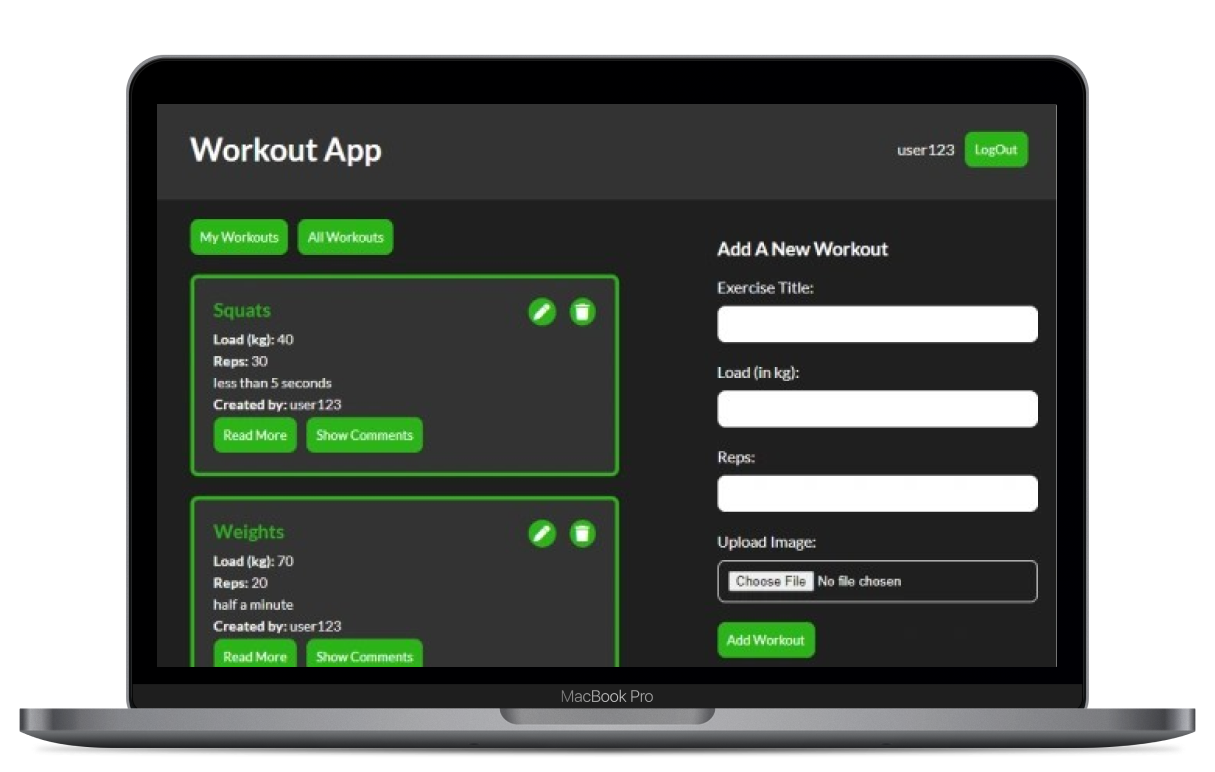 Workout App
user123 LogOut
My Workouts All Workouts
Squats
Load (kg): 40
Reps: 30
less than 5 seconds
Created by: user123
Read More Show Comments
Weights
Load (kg): 70
Reps: 20
half a minute
Created by: user123
Read More Show Comments
Add A New Workout
Exercise Title:
Load (in kg):
Reps:
Upload Image:
Choose File No file chosen
Add Workout
MacBook Pro